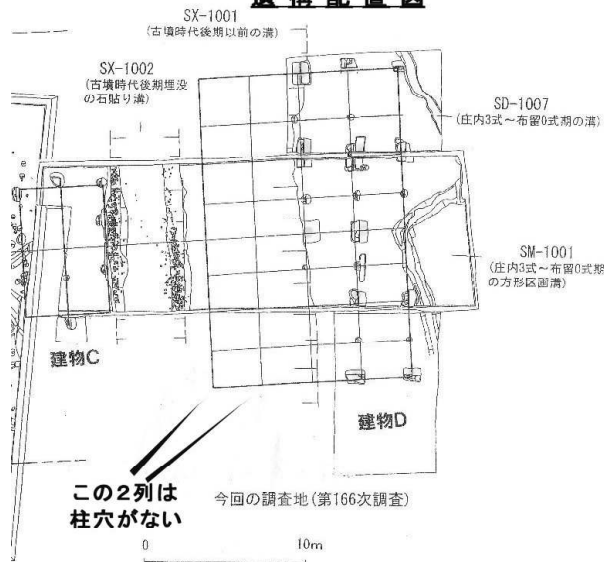 遺構配置図
SX-1001
(古墳時代後期以前の溝)
SX-1002
(古墳時代後期埋没
の石貼り溝)
SD-1007
(庄内3式～布留0式期の溝)
SM-1001
(庄内3式～布留0式期
の方形区画溝)
建物C
建物D
この2列は
柱穴がない
今回の調査地(第166次調査)
0
10m